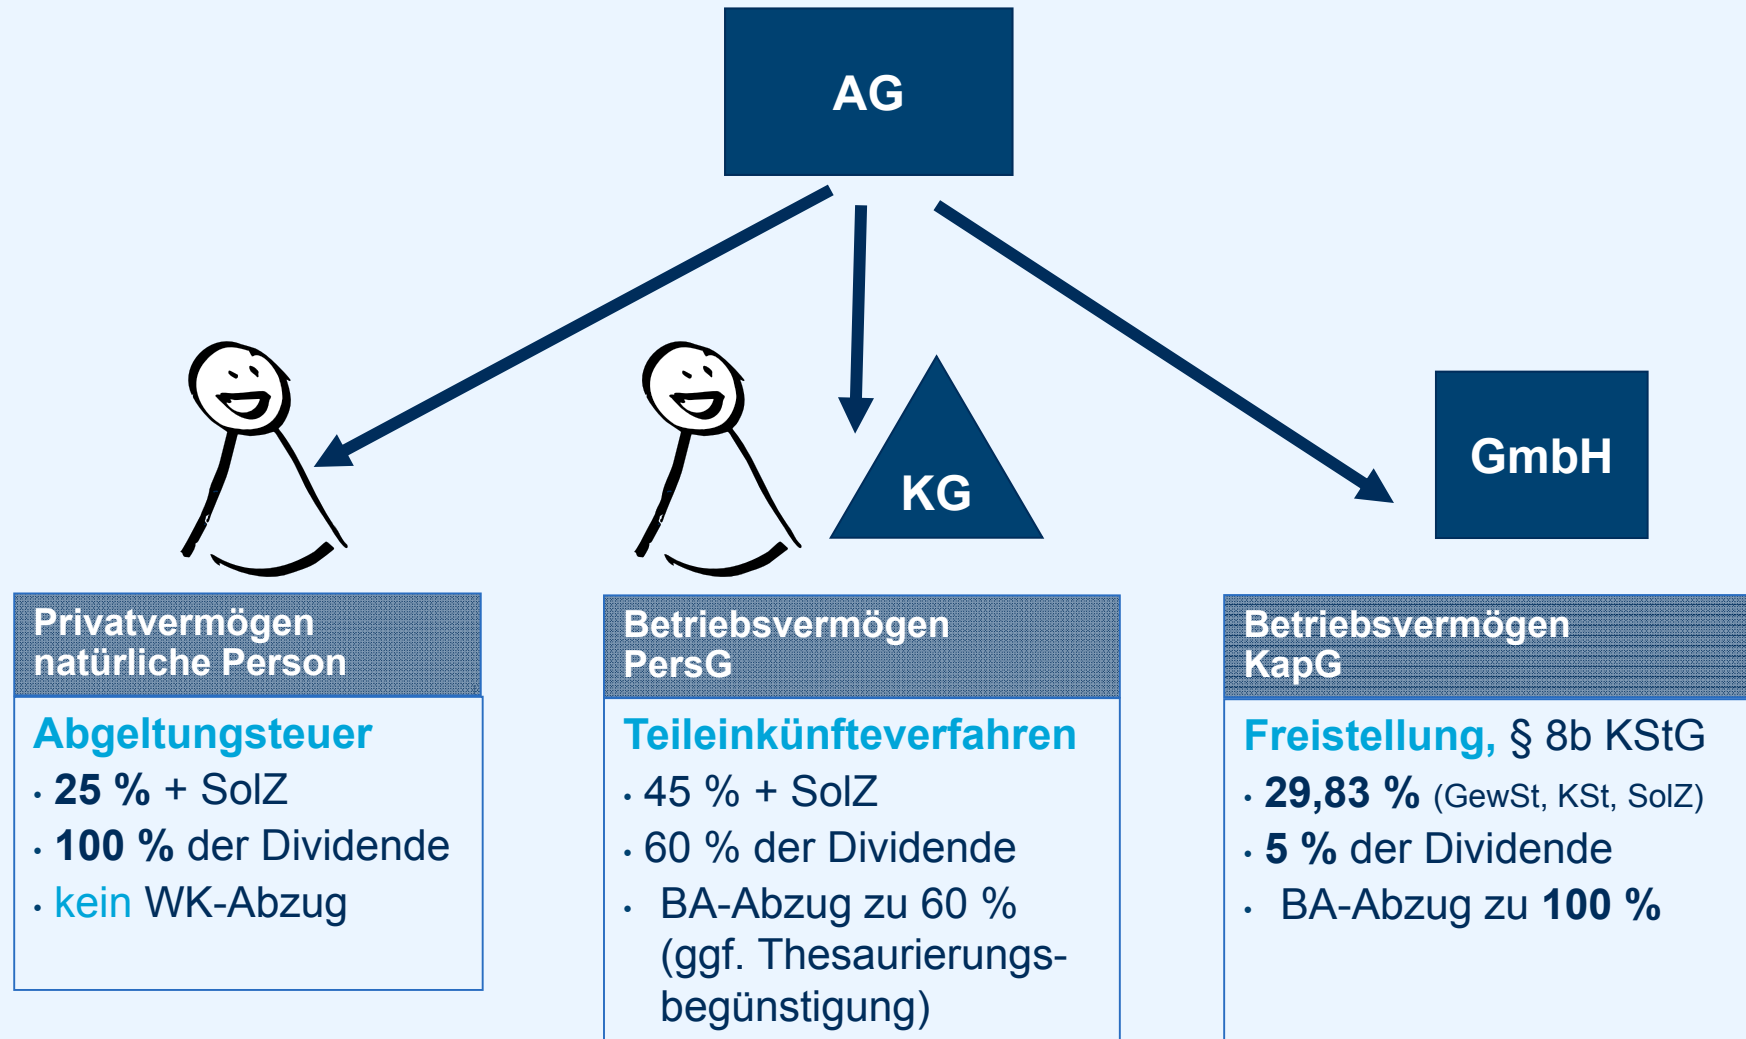 AG
KG
GmbH
Privatvermögen
natürliche Person
Abgeltungsteuer
· 25 % + SolZ
· 100 % der Dividende
· kein WK-Abzug
Betriebsvermögen
PersG
Teileinkünfteverfahren
· 45 % + SolZ
· 60 % der Dividende
· BA-Abzug zu 60 %
(ggf. Thesaurierungs-
begünstigung)
Betriebsvermögen
KapG
Freistellung, § 8b KStG
· 29,83 % (GewSt, KSt, SolZ)
· 5 % der Dividende
· BA-Abzug zu 100 %